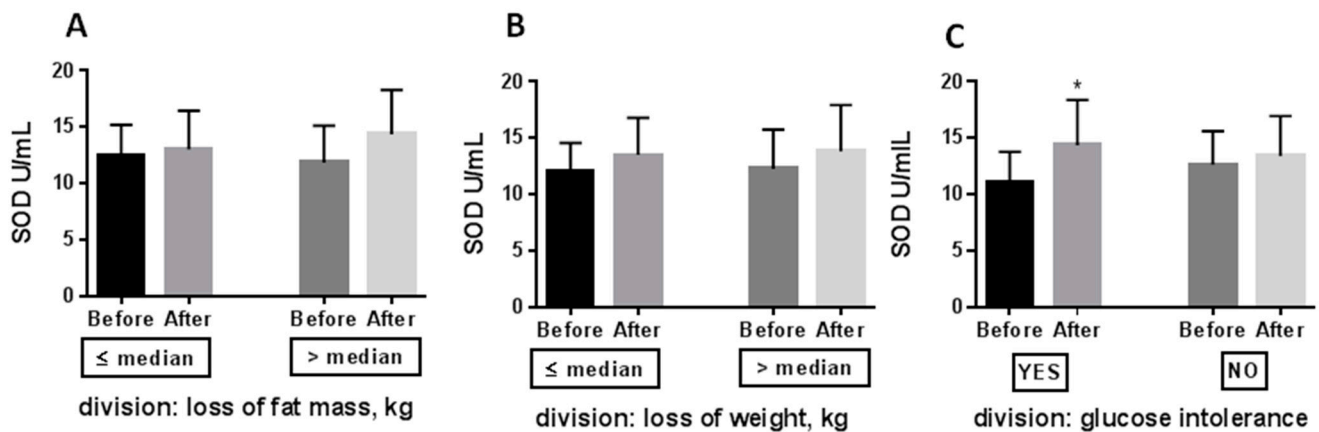 A
SOD U/mL
20
15
10
5
0
Before After
Before After
≤ median
> median
division: loss of fat mass, kg
B
SOD U/mL
20
15
10
5
0
Before After
Before After
≤ median
> median
division: loss of weight, kg
C
SOD U/mlL
20
15
10
5
0
*
Before After
Before After
YES
NO
division: glucose intolerance